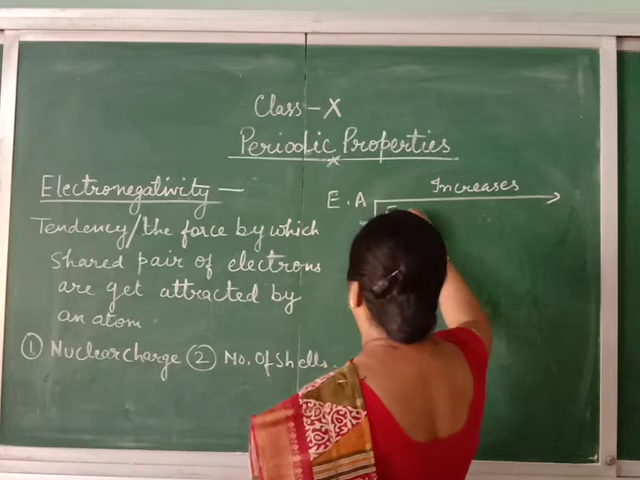 Class - X
Periodic Properties
Electronegativity —
Tendency/the force by which
shared pair of electrons
are get attracted by
an atom.
① Nuclear charge ② No. Of Shells.
Increases
E.A